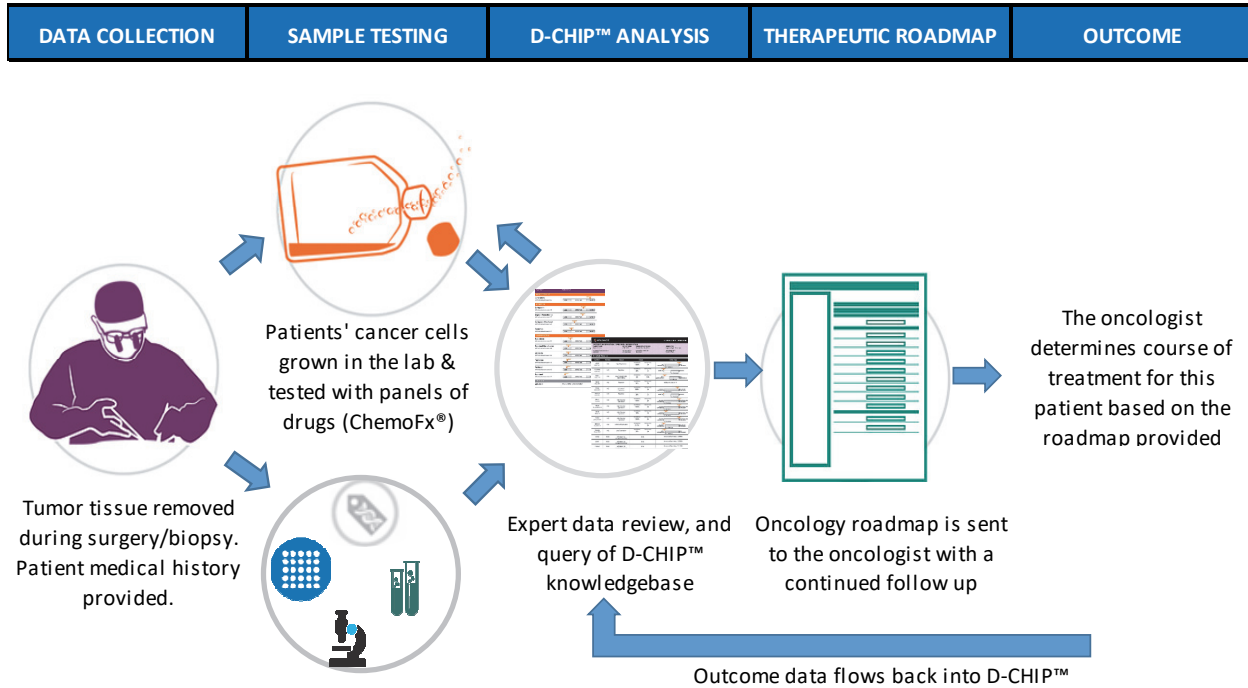 DATA COLLECTION
SAMPLE TESTING
D-CHIP™ ANALYSIS
THERAPEUTIC ROADMAP
OUTCOME
Patients' cancer cells
grown in the lab &
tested with panels of
drugs (ChemoFx®)
The oncologist
determines course of
treatment for this
patient based on the
roadmap provided
Tumor tissue removed
during surgery/biopsy.
Patient medical history
provided.
Expert data review, and
query of D-CHIP™
knowledgebase
Oncology roadmap is sent
to the oncologist with a
continued follow up
Outcome data flows back into D-CHIP™